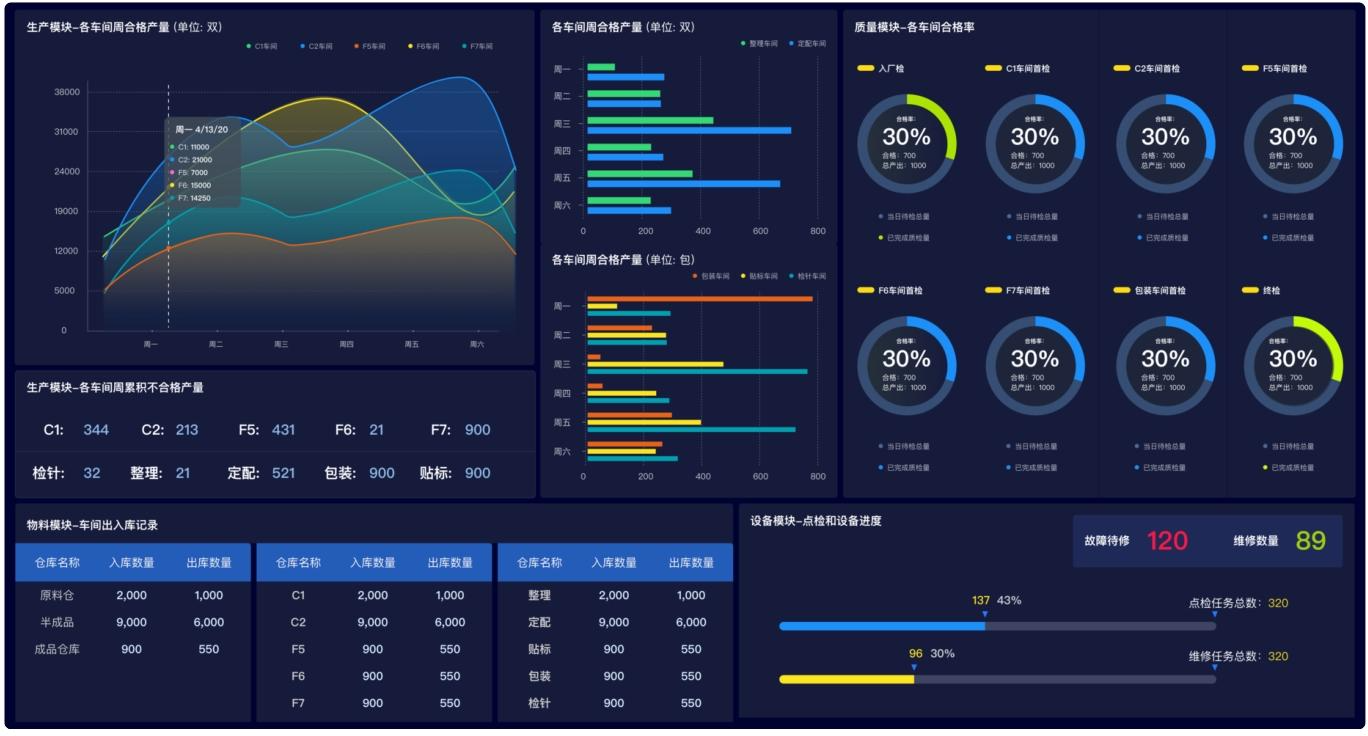 生产模块-各车间周合格产量 (单位: 双)
C1车间 C2车间 F5车间 F6车间 F7车间
38000
31000
24000
19000
12000
5000
0
周一 4/13/20
C1: 11000
C2: 21000
F5: 7000
F6: 15000
F7: 14250
周一 周二 周三 周四 周五 周六
生产模块-各车间周累积不合格产量
C1: 344 C2: 213 F5: 431 F6: 21 F7: 900
检针: 32 整理: 21 定配: 521 包装: 900 贴标: 900
各车间周合格产量 (单位: 双)
整理车间 定配车间
周一
周二
周三
周四
周五
周六
0 200 400 600 800
各车间周合格产量 (单位: 包)
包装车间 贴标车间 检针车间
周一
周二
周三
周四
周五
周六
0 200 400 600 800
质量模块-各车间合格率
入厂检 C1车间首检 C2车间首检 F5车间首检
合格率: 合格率: 合格率: 合格率:
30% 30% 30% 30%
合格: 700 合格: 700 合格: 700 合格: 700
总产出: 1000 总产出: 1000 总产出: 1000 总产出: 1000
当日待检总量 当日待检总量 当日待检总量 当日待检总量
已完成质检量 已完成质检量 已完成质检量 已完成质检量
F6车间首检 F7车间首检 包装车间首检 终检
合格率: 合格率: 合格率: 合格率:
30% 30% 30% 30%
合格: 700 合格: 700 合格: 700 合格: 700
总产出: 1000 总产出: 1000 总产出: 1000 总产出: 1000
当日待检总量 当日待检总量 当日待检总量 当日待检总量
已完成质检量 已完成质检量 已完成质检量 已完成质检量
物料模块-车间出入库记录
仓库名称 入库数量 出库数量
原料仓 2,000 1,000
半成品 9,000 6,000
成品仓库 900 550
仓库名称 入库数量 出库数量
C1 2,000 1,000
C2 9,000 6,000
F5 900 550
F6 900 550
F7 900 550
仓库名称 入库数量 出库数量
整理 2,000 1,000
定配 9,000 6,000
贴标 900 550
包装 900 550
检针 900 550
设备模块-点检和设备进度
故障待修 120 维修数量 89
137 43% 点检任务总数: 320
96 30% 维修任务总数: 320